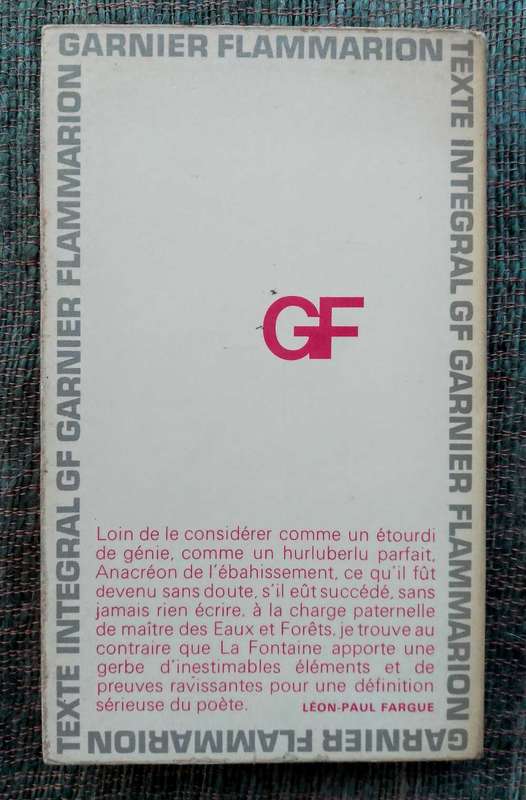 GARNIER FLAMMARION
TEXTE INTEGRAL GF GARNIER FLAMMARION
GARNIER FLAMMARION
TEXTE INTEGRAL GF GARNIER FLAMMARION
GF
Loin de le considérer comme un étourdi
de génie, comme un hurluberlu parfait,
Anacréon de l'ébahissement, ce qu'il fût
devenu sans doute, s'il eût succédé, sans
jamais rien écrire, à la charge paternelle
de maître des Eaux et Forêts, je trouve au
contraire que La Fontaine apporte une
gerbe d'inestimables éléments et de
preuves ravissantes pour une définition
sérieuse du poète. LÉON-PAUL FARGUE